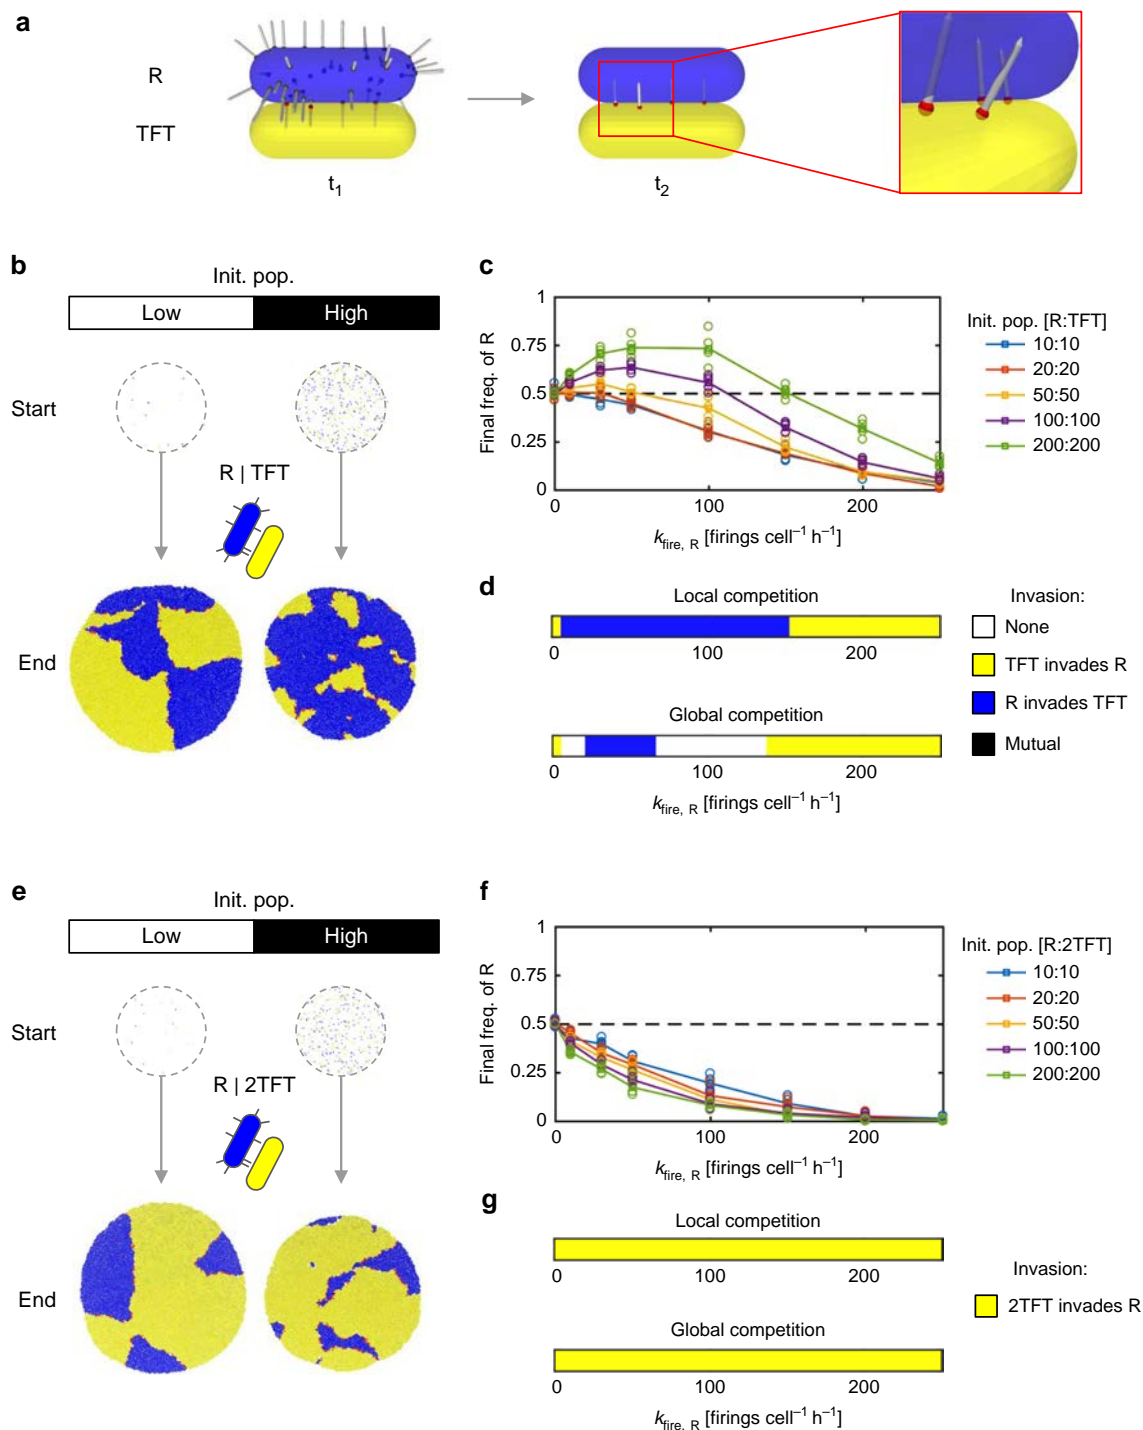 a
R
TFT
t1
t2
b
Init. pop.
Low High
Start
R | TFT
End
c
Final freq. of R
1
0.75
0.5
0.25
0
0 100 200
kfire, R [firings cell–1 h–1]
Init. pop. [R:TFT]
10:10
20:20
50:50
100:100
200:200
d
Local competition
0 100 200
Global competition
0 100 200
kfire, R [firings cell–1 h–1]
Invasion:
None
TFT invades R
R invades TFT
Mutual
e
Init. pop.
Low High
Start
R | 2TFT
End
f
Final freq. of R
1
0.75
0.5
0.25
0
0 100 200
kfire, R [firings cell–1 h–1]
Init. pop. [R:2TFT]
10:10
20:20
50:50
100:100
200:200
g
Local competition
0 100 200
Global competition
0 100 200
kfire, R [firings cell–1 h–1]
Invasion:
2TFT invades R